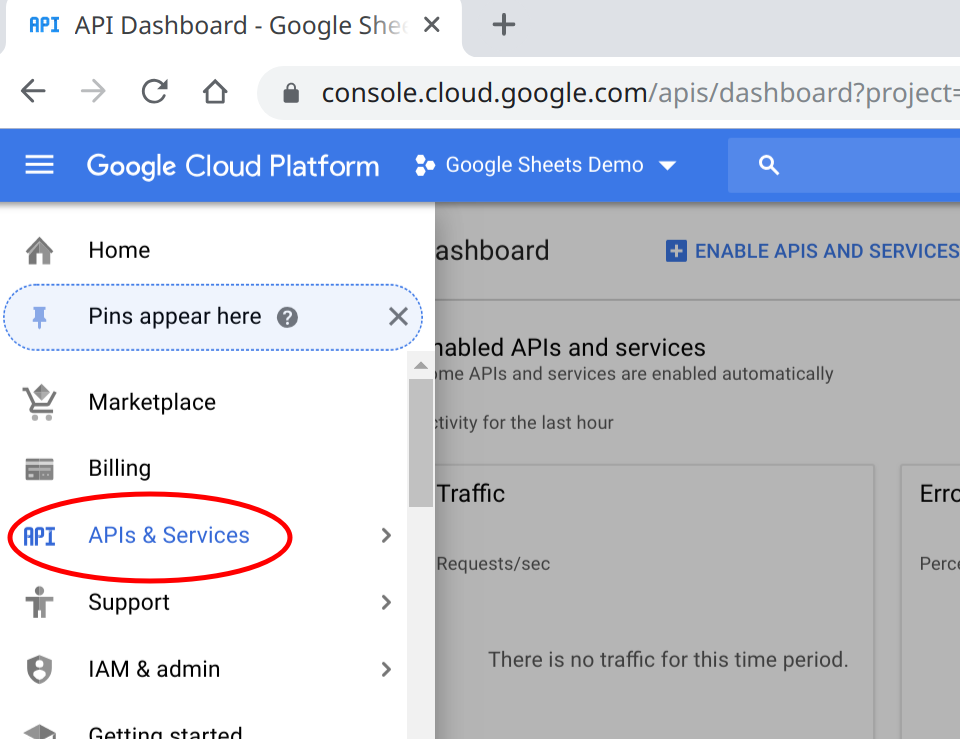 API API Dashboard - Google Shee
console.cloud.google.com/apis/dashboard?project=
Google Cloud Platform Google Sheets Demo
Home
ashboard ENABLE APIS AND SERVICES
Pins appear here ?
nabled APIs and services
ome APIs and services are enabled automatically
Marketplace
ctivity for the last hour
Billing
Traffic Erro
API APIs & Services
Requests/sec Perce
Support
There is no traffic for this time period.
IAM & admin
Getting started